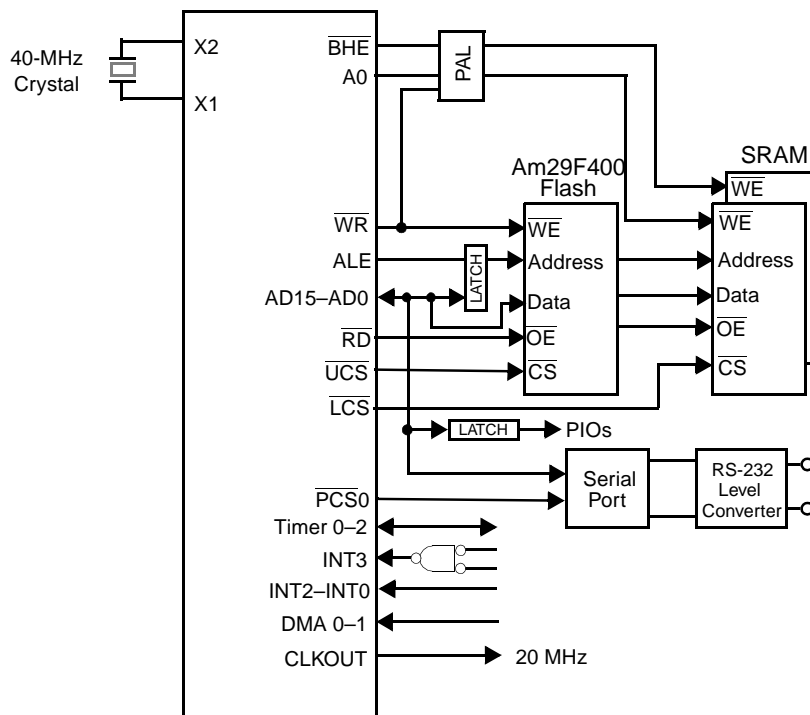 40-MHz
Crystal
X2
X1
BHE
A0
PAL
WR
ALE
AD15–AD0
RD
UCS
LCS
LATCH
Am29F400
Flash
WE
Address
Data
OE
CS
SRAM
WE
WE
Address
Data
OE
CS
LATCH
PIOs
Serial
Port
RS-232
Level
Converter
PCS0
Timer 0–2
INT3
INT2–INT0
DMA 0–1
CLKOUT
20 MHz